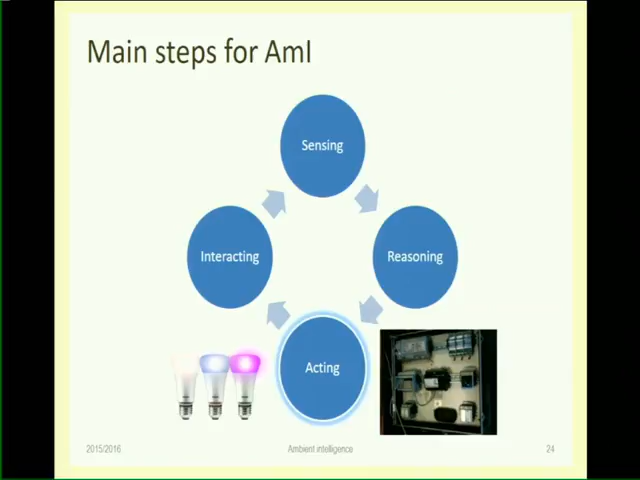 Main steps for AmI
Sensing
Interacting
Reasoning
Acting
2015/2016
Ambient intelligence
24